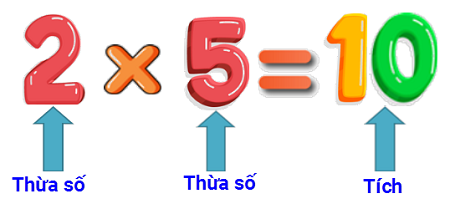 2 × 5 = 10
Thừa số Thừa số Tích